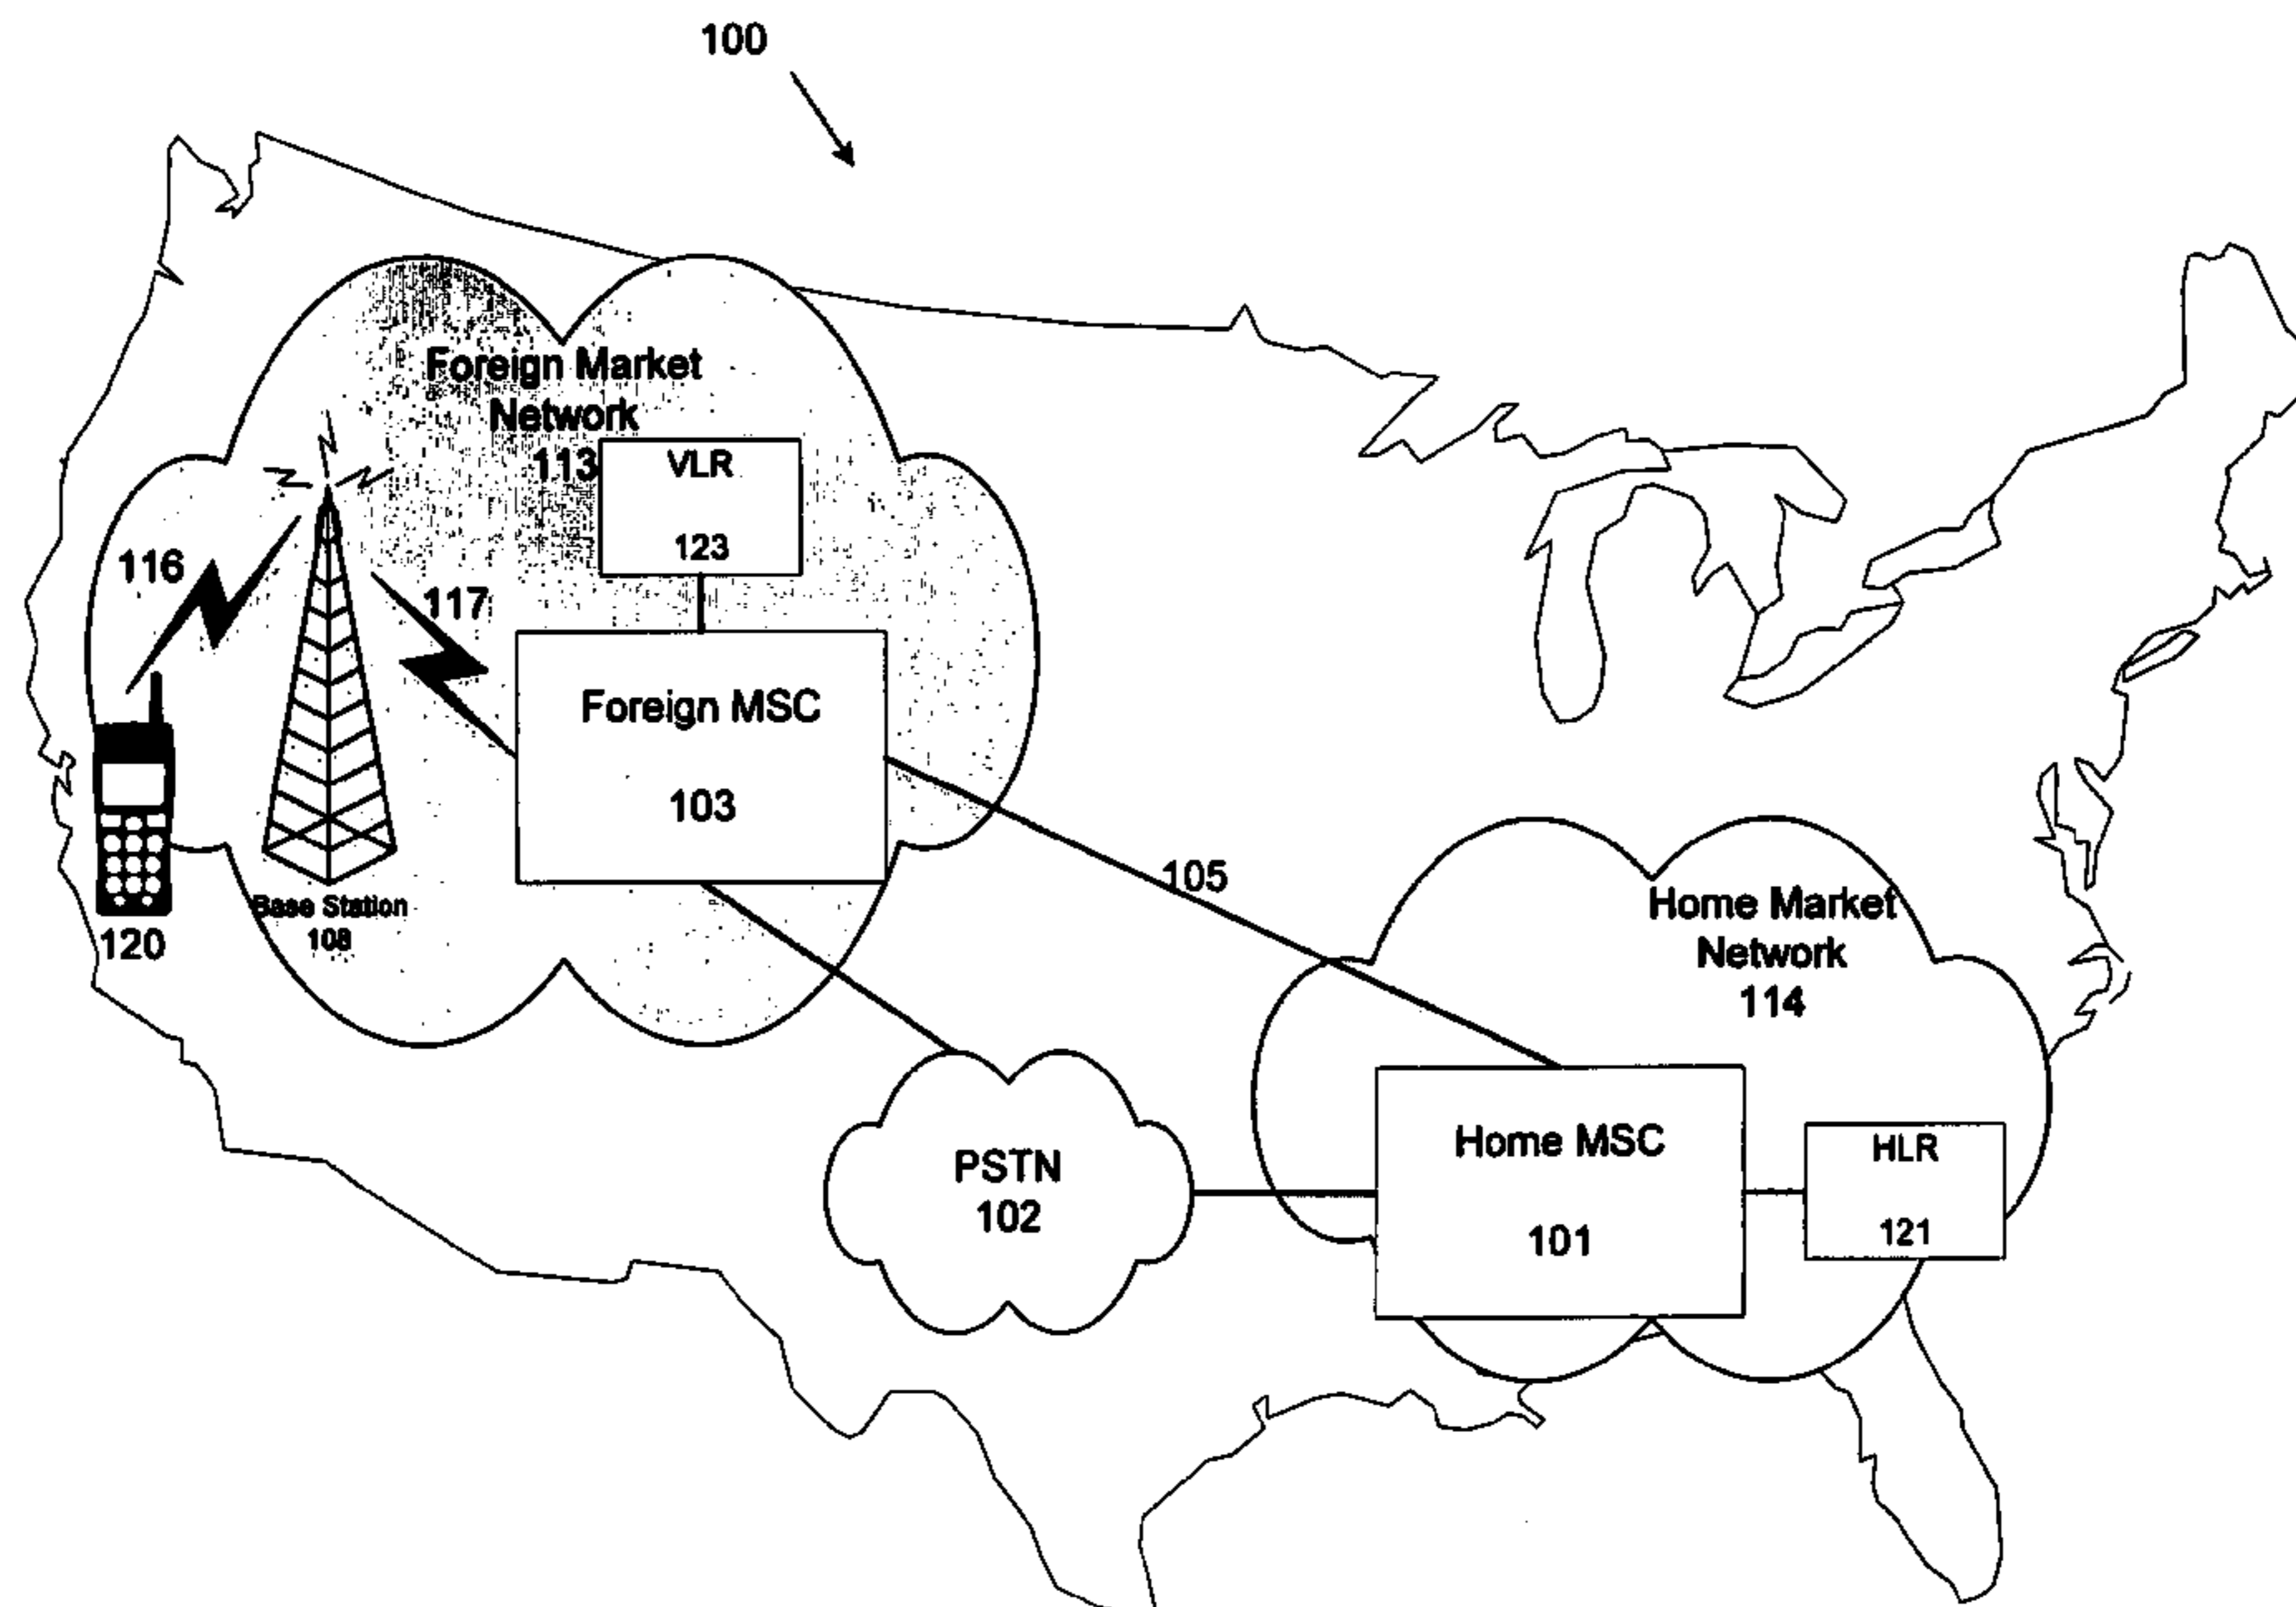 100
Foreign Market
Network
113
VLR
123
116
117
Foreign MSC
103
105
Base Station
108
120
Home Market
Network
114
PSTN
102
Home MSC
101
HLR
121